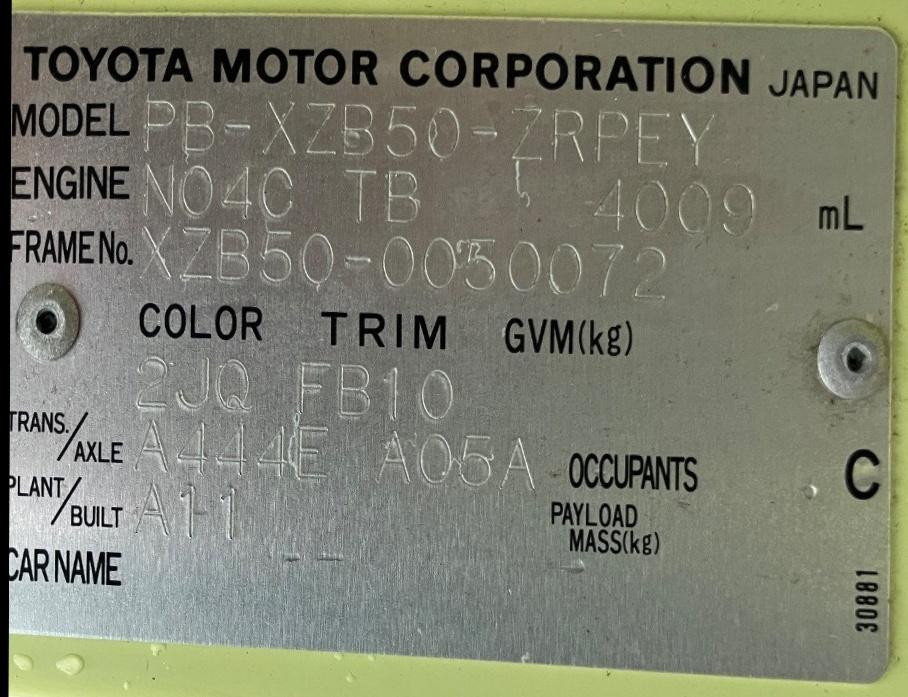 TOYOTA MOTOR CORPORATION JAPAN
MODEL PB-XZB50-ZRPEY
ENGINE N04C TB 4009 mL
FRAME No. XZB50-0050072
COLOR TRIM GVM(kg)
2JQ FB10
TRANS./AXLE A444E A05A OCCUPANTS C
PLANT/BUILT A11 PAYLOAD MASS(kg)
CAR NAME -- 
30881